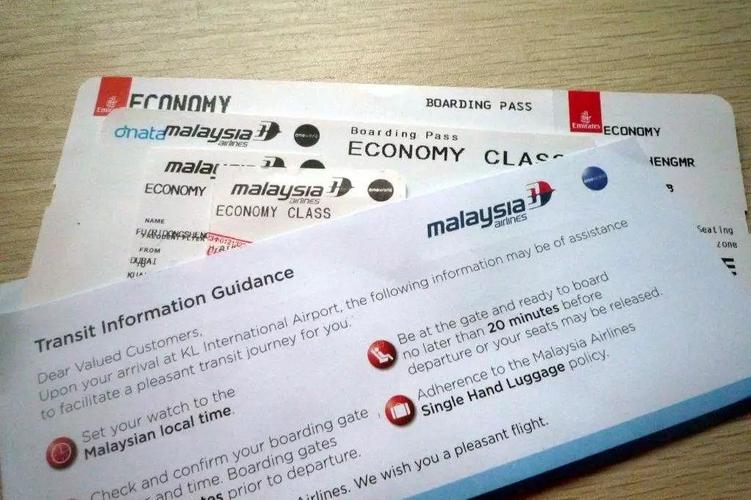 Emirates
ECONOMY
BOARDING PASS
Emirates
ECONOMY
dnata
malaysia
airlines
oneworld
Boarding Pass
ECONOMY CLASS
HENGMR
ECONOMY
malaysia
airlines
oneworld
ECONOMY CLASS
NAME
FROM
DUBAI
malaysia
airlines
Seating
zone
Transit Information Guidance
Dear Valued Customers,
Upon your arrival at KL International Airport, the following information may be of assistance
to facilitate a pleasant transit journey for you.
Set your watch to the
Malaysian local time.
Check and confirm your boarding gate
and time. Boarding gates
prior to departure.
Be at the gate and ready to board
no later than 20 minutes before
departure or your seats may be released.
Adherence to the Malaysia Airlines
Single Hand Luggage policy.
Airlines. We wish you a pleasant flight.